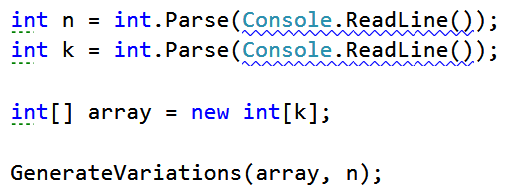 int n = int.Parse(Console.ReadLine());
int k = int.Parse(Console.ReadLine());
int[] array = new int[k];
GenerateVariations(array, n);